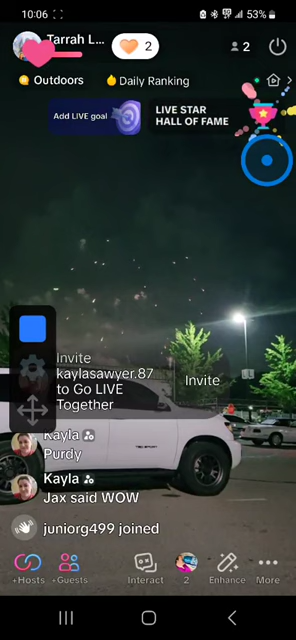 10:06
53%
Tarrah L...
2
2
Outdoors
Daily Ranking
Add LIVE goal
LIVE STAR
HALL OF FAME
Invite
kaylasawyer.87
to Go LIVE
Together
Invite
Kayla
Purdy
Kayla
Jax said WOW
juniorg499 joined
+Hosts
+Guests
Interact
2
Enhance
More